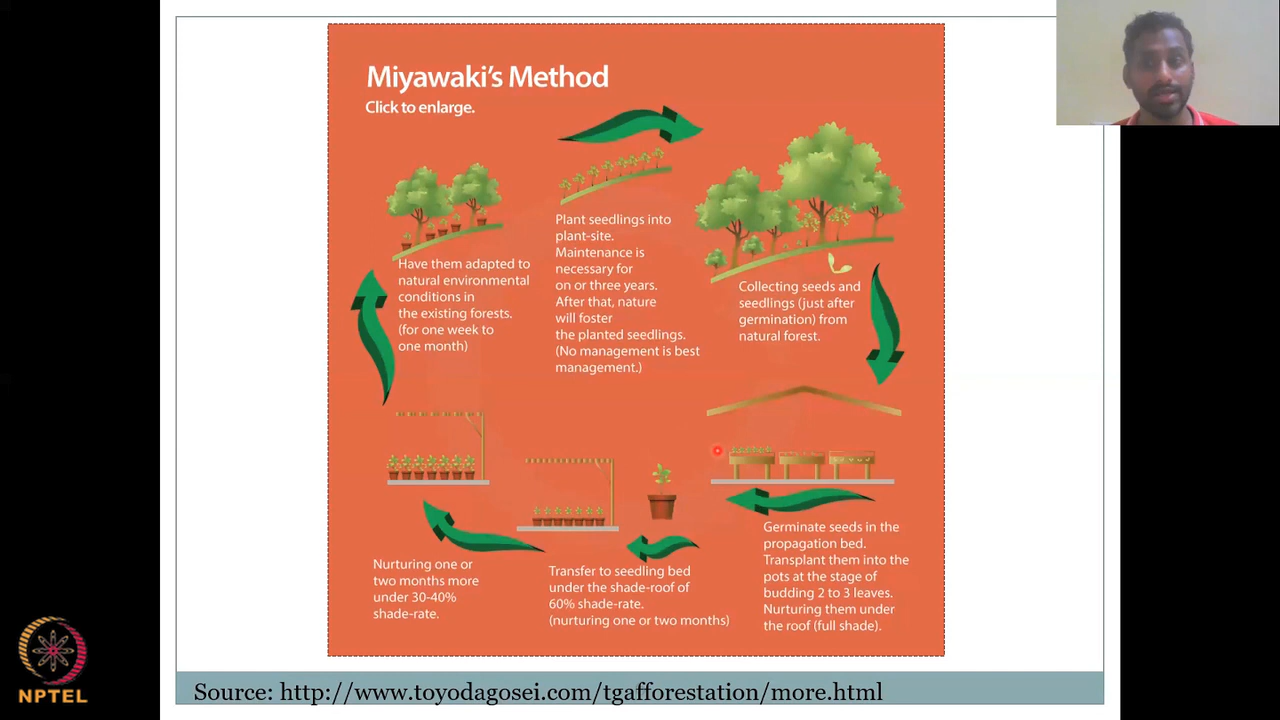 Miyawaki's Method
Click to enlarge.
Have them adapted to
natural environmental
conditions in
the existing forests.
(for one week to
one month)
Plant seedlings into
plant-site.
Maintenance is
necessary for
on or three years.
After that, nature
will foster
the planted seedlings.
(No management is best
management.)
Collecting seeds and
seedlings (just after
germination) from
natural forest.
Germinate seeds in the
propagation bed.
Transplant them into the
pots at the stage of
budding 2 to 3 leaves.
Nurturing them under
the roof (full shade).
Transfer to seedling bed
under the shade-roof of
60% shade-rate.
(nurturing one or two months)
Nurturing one or
two months more
under 30-40%
shade-rate.
Source: http://www.toyodagosei.com/tgafforestation/more.html
NPTEL